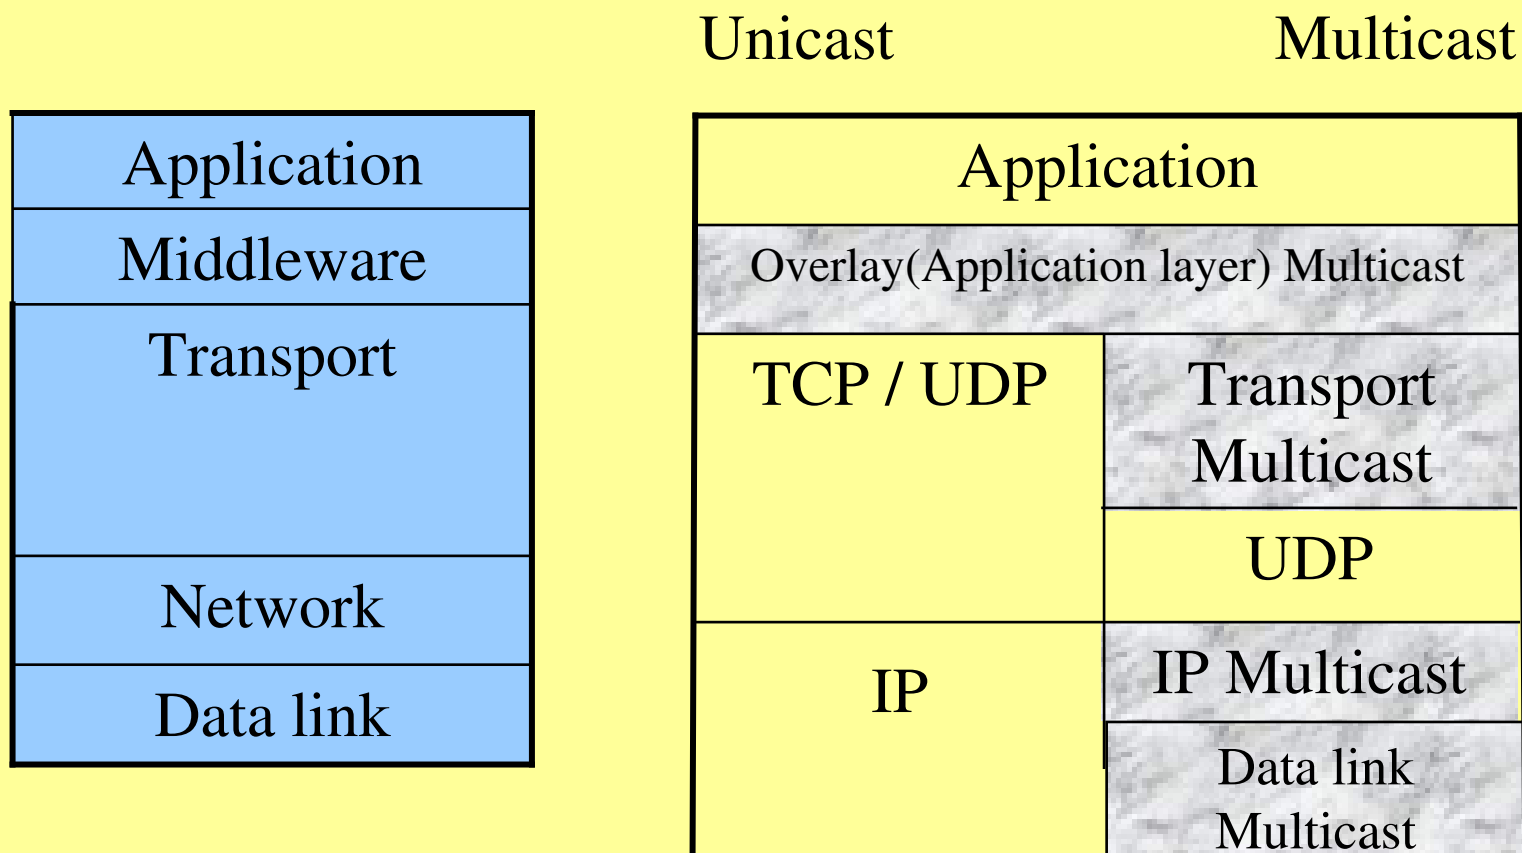 Unicast
Multicast
Application
Middleware
Transport
Network
Data link
Application
Overlay(Application layer) Multicast
TCP / UDP
Transport
Multicast
UDP
IP
IP Multicast
Data link
Multicast